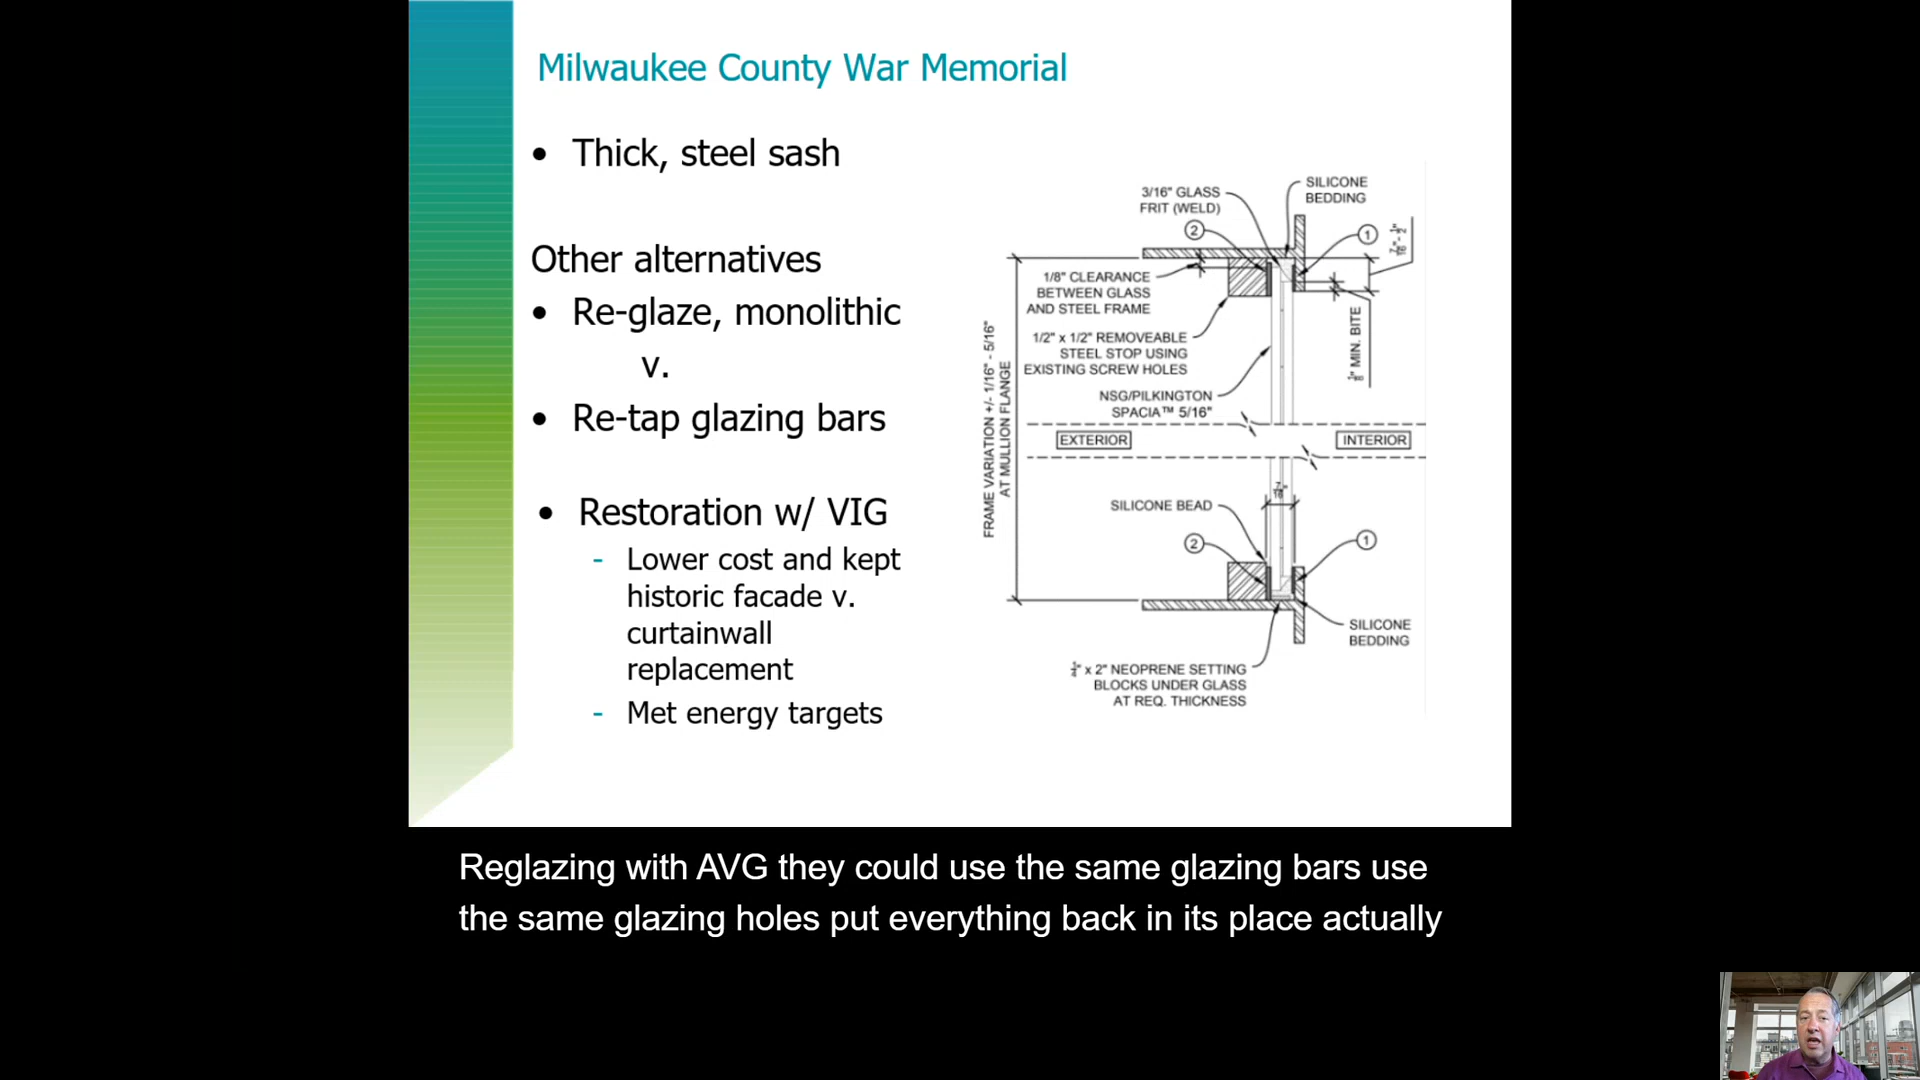 Milwaukee County War Memorial
• Thick, steel sash
Other alternatives
• Re-glaze, monolithic
v.
• Re-tap glazing bars
• Restoration w/ VIG
- Lower cost and kept
historic facade v.
curtainwall
replacement
- Met energy targets
3/16" GLASS
FRIT (WELD)
SILICONE
BEDDING
2
1
1/8" CLEARANCE
BETWEEN GLASS
AND STEEL FRAME
1/2" x 1/2" REMOVEABLE
STEEL STOP USING
EXISTING SCREW HOLES
NSG/PILKINGTON
SPACIA™ 5/16"
MIN. BITE
FRAME VARIATION +/- 1/16" - 5/16"
AT MULLION FLANGE
EXTERIOR
INTERIOR
SILICONE BEAD
2
1
SILICONE
BEDDING
x 2" NEOPRENE SETTING
BLOCKS UNDER GLASS
AT REQ. THICKNESS
Reglazing with AVG they could use the same glazing bars use
the same glazing holes put everything back in its place actually